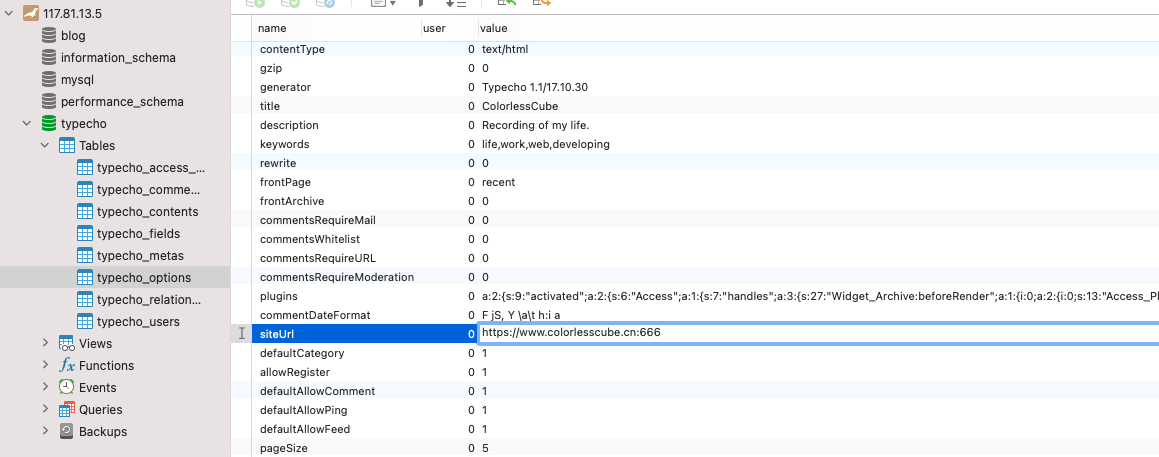 117.81.13.5
blog
information_schema
mysql
performance_schema
typecho
Tables
typecho_access_...
typecho_comme...
typecho_contents
typecho_fields
typecho_metas
typecho_options
typecho_relation...
typecho_users
Views
Functions
Events
Queries
Backups
name user value
contentType 0 text/html
gzip 0 0
generator 0 Typecho 1.1/17.10.30
title 0 ColorlessCube
description 0 Recording of my life.
keywords 0 life,work,web,developing
rewrite 0 0
frontPage 0 recent
frontArchive 0 0
commentsRequireMail 0 0
commentsWhitelist 0 0
commentsRequireURL 0 0
commentsRequireModeration 0 0
plugins 0 a:2:{s:9:"activated";a:2:{s:6:"Access";a:1:{s:7:"handles";a:3:{s:27:"Widget_Archive:beforeRender";a:1:{i:0;a:2:{i:0;s:13:"Access_Pl
commentDateFormat 0 F jS, Y \a\t h:i a
siteUrl 0 https://www.colorlesscube.cn:666
defaultCategory 0 1
allowRegister 0 1
defaultAllowComment 0 1
defaultAllowPing 0 1
defaultAllowFeed 0 1
pageSize 0 5